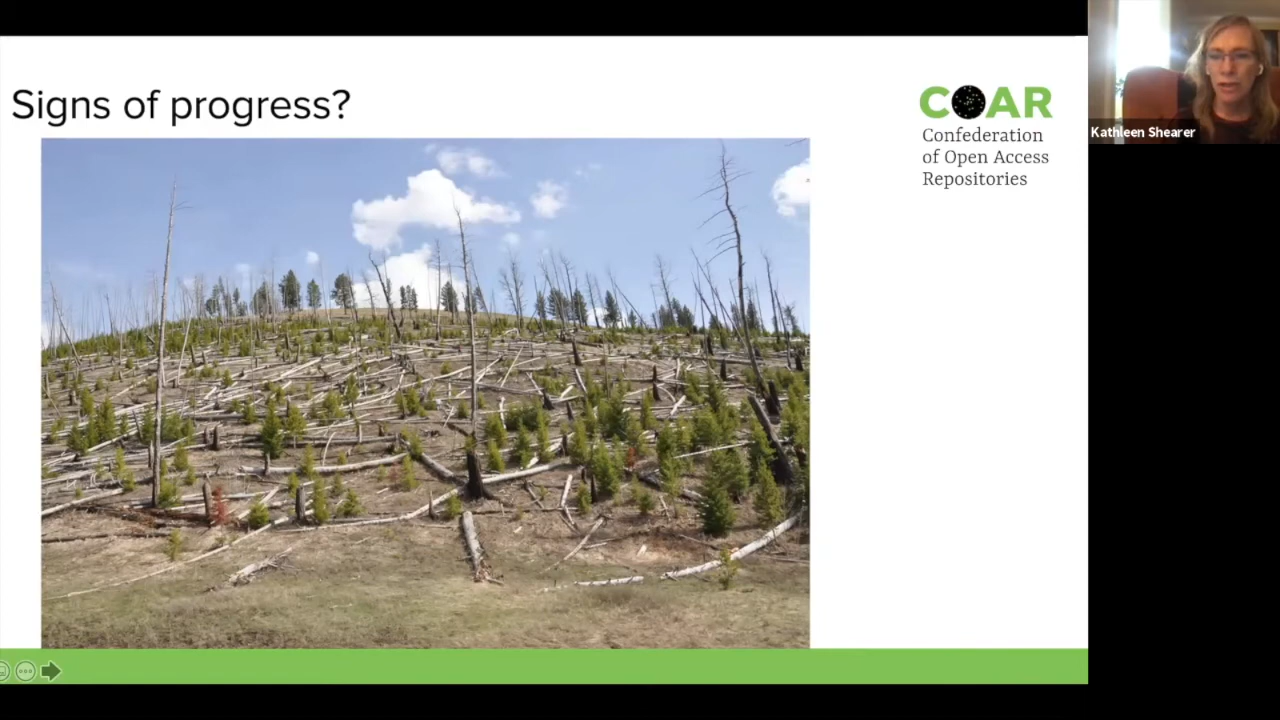 Signs of progress?
COAR
Confederation
of Open Access
Repositories
Kathleen Shearer